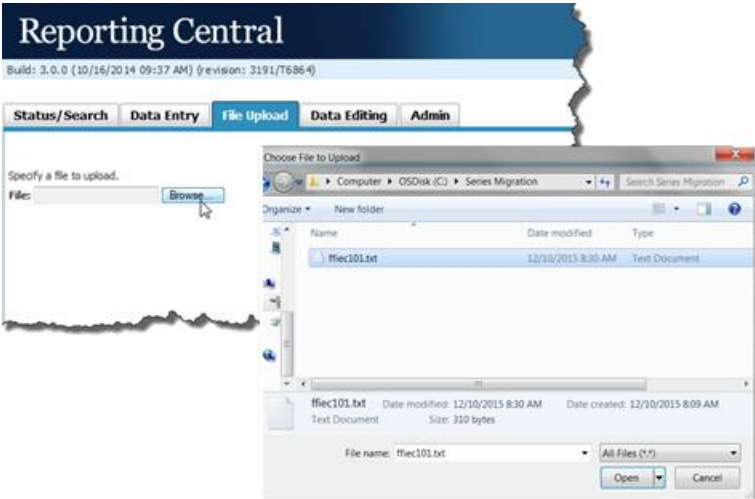 Reporting Central
Build: 3.0.0 (10/16/2014 09:37 AM) (revision: 3191/T6864)
Status/Search Data Entry File Upload Data Editing Admin
Specify a file to upload.
File: Browse...
Choose File to Upload
Computer OSDisk (C:) Series Migration Search Series Migration
Organize New folder
Name Date modified Type
ffiec101.txt 12/10/2015 8:30 AM Text Document
ffiec101.txt Date modified: 12/10/2015 8:30 AM Date created: 12/10/2015 8:09 AM
Text Document Size: 310 bytes
File name: ffiec101.txt All Files (*.*)
Open Cancel